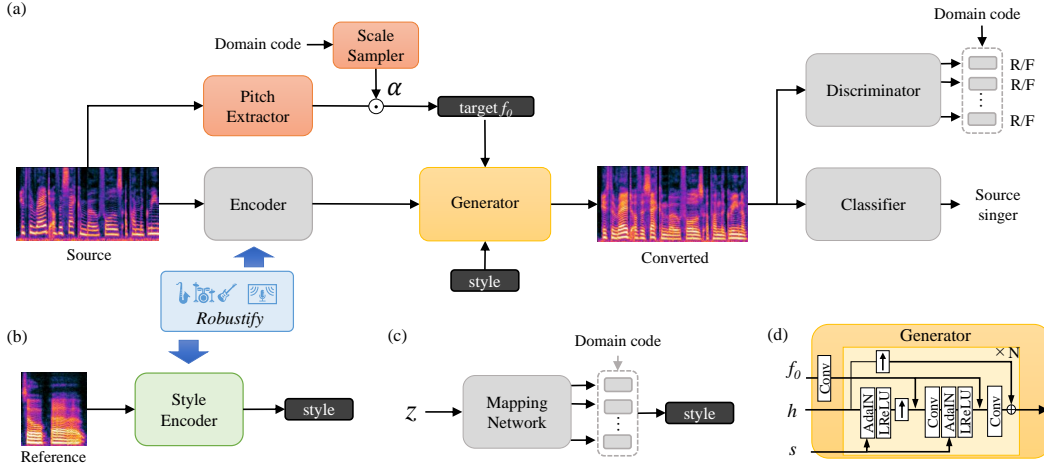 (a)
Domain code
Scale
Sampler
α
Pitch
Extractor
target f0
Source
Encoder
Generator
style
Converted
Domain code
Discriminator
R/F
R/F
R/F
Classifier
Source
singer
Robustify
(b)
Reference
Style
Encoder
style
(c)
Domain code
z
Mapping
Network
style
(d)
Generator
× N
f0
h
s
Conv
AdaIN
LReLU
Conv
AdaIN
LReLU
Conv